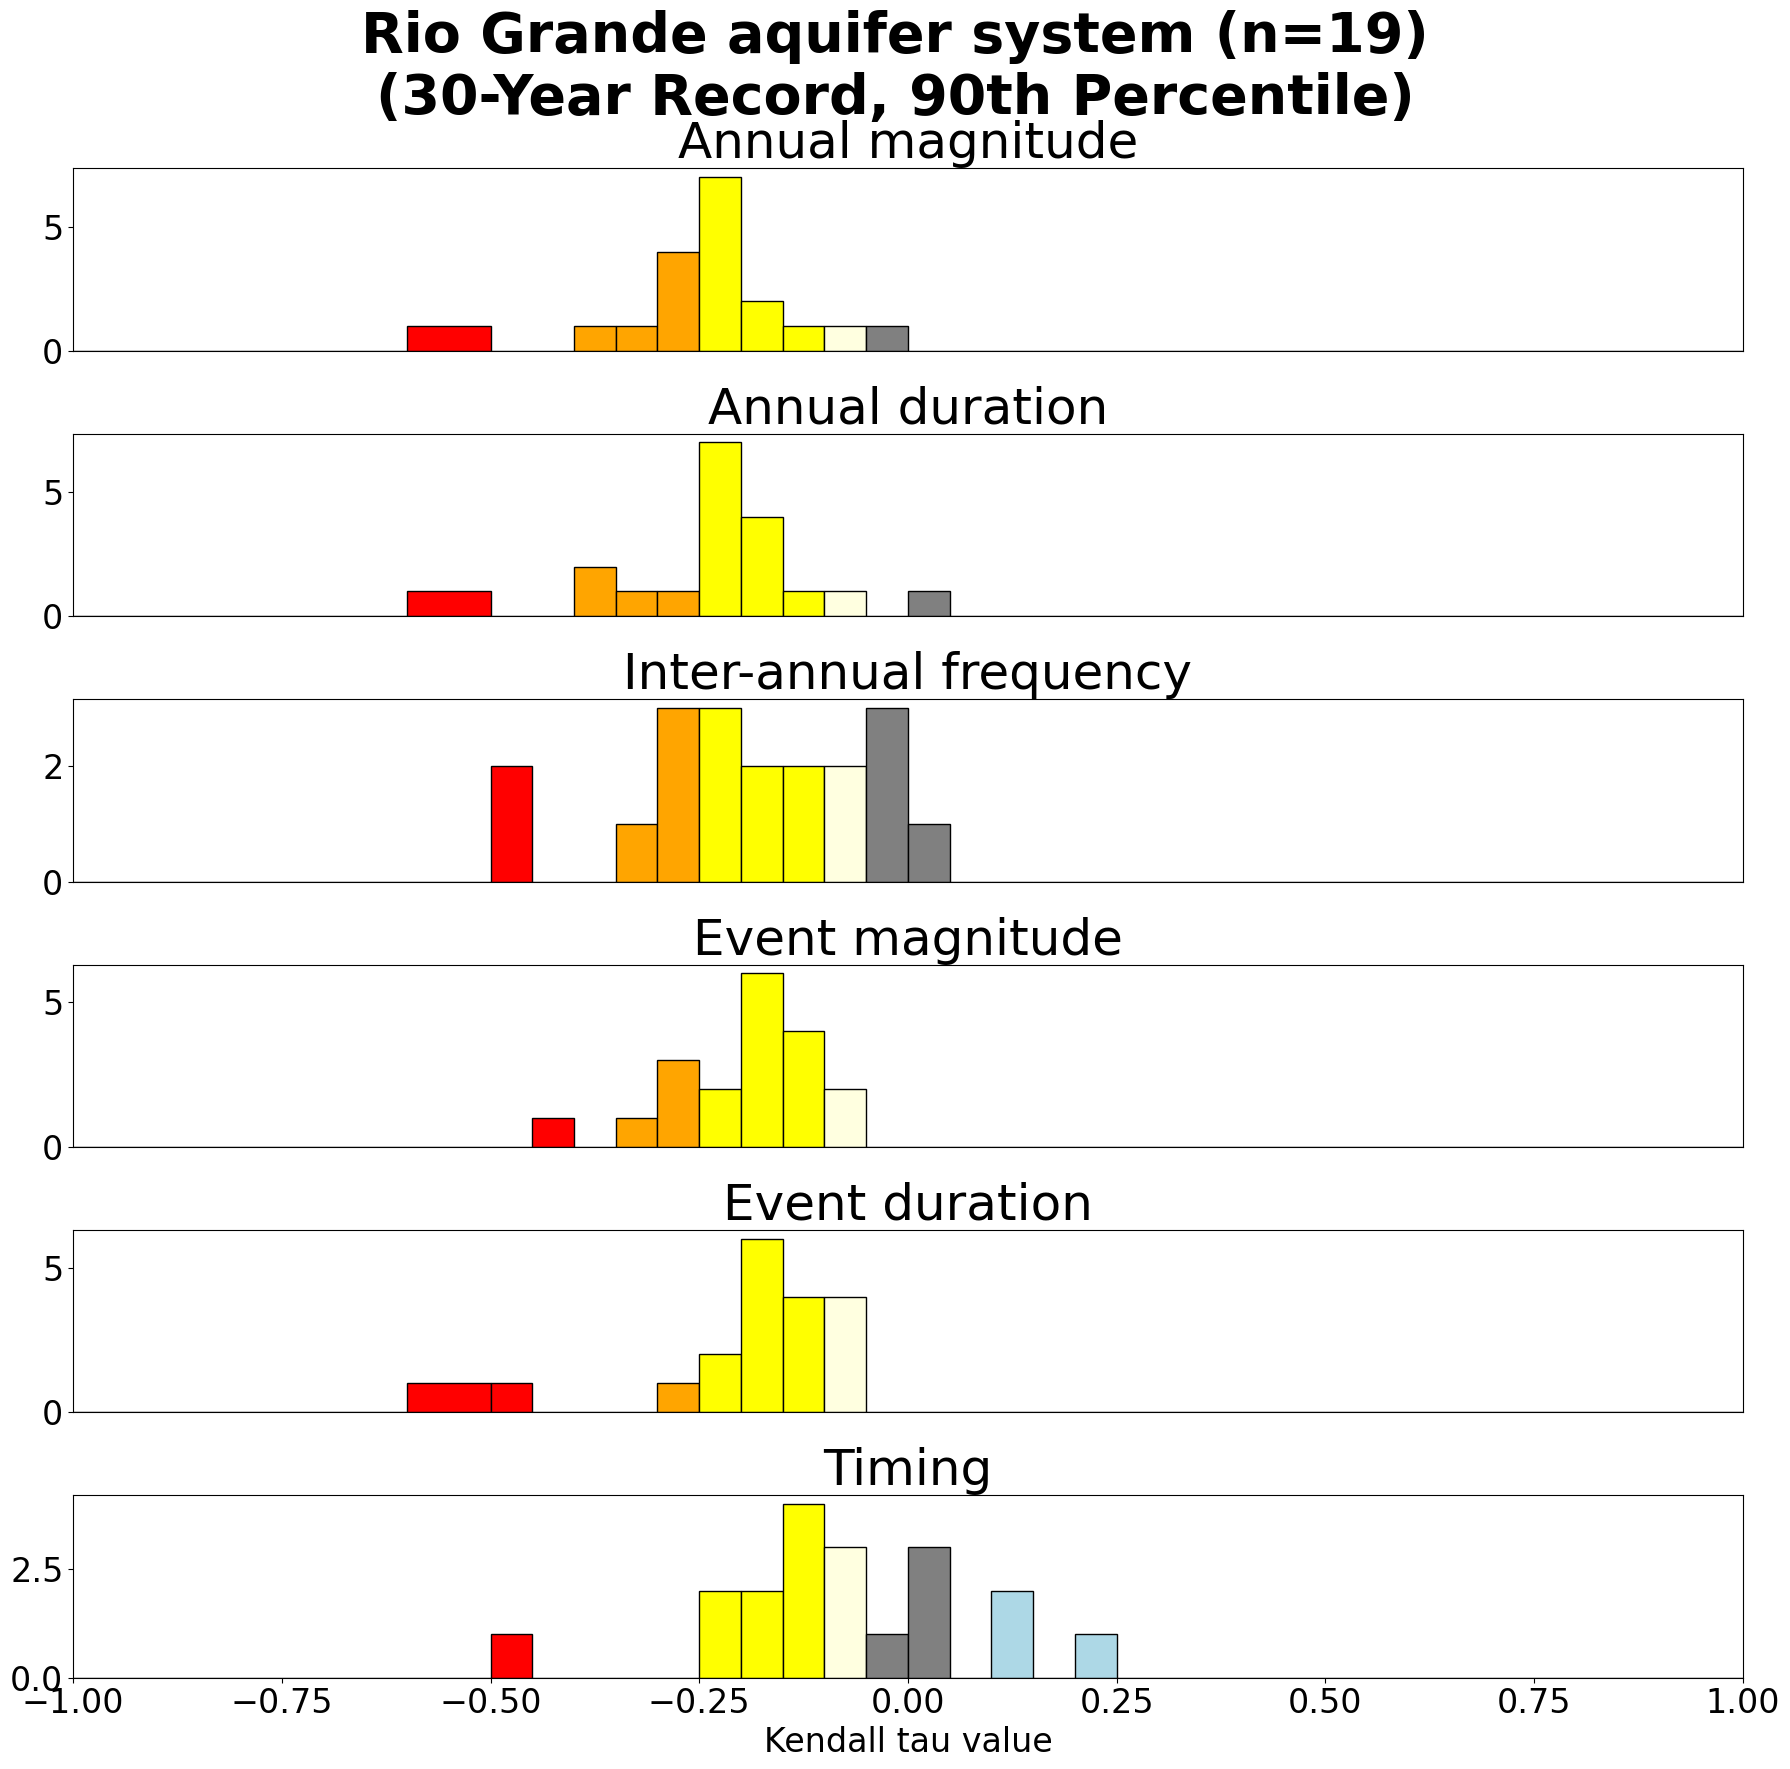 Rio Grande aquifer system (n=19)
(30-Year Record, 90th Percentile)
Annual magnitude
5
0
Annual duration
5
0
Inter-annual frequency
2
0
Event magnitude
5
0
Event duration
5
0
Timing
2.5
0.0
−1.00 −0.75 −0.50 −0.25 0.00 0.25 0.50 0.75 1.00
Kendall tau value